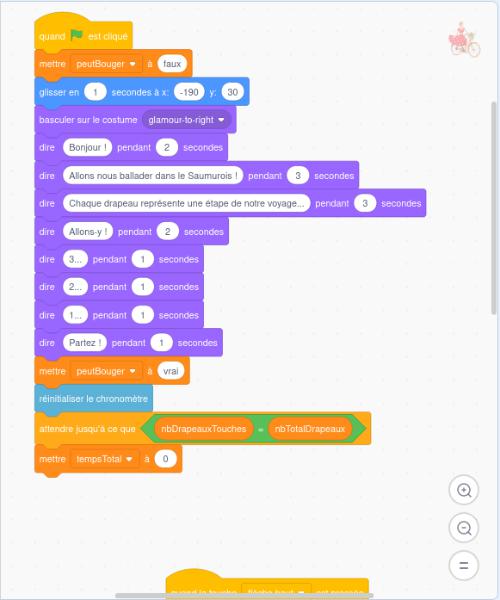 quand est cliqué
mettre peutBouger à faux
glisser en 1 secondes à x: -190 y: 30
basculer sur le costume glamour-to-right
dire Bonjour ! pendant 2 secondes
dire Allons nous ballader dans le Saumurois ! pendant 3 secondes
dire Chaque drapeau représente une étape de notre voyage... pendant 3 secondes
dire Allons-y ! pendant 2 secondes
dire 3... pendant 1 secondes
dire 2... pendant 1 secondes
dire 1... pendant 1 secondes
dire Partez ! pendant 1 secondes
mettre peutBouger à vrai
réinitialiser le chronomètre
attendre jusqu'à ce que nbDrapeauxTouches = nbTotalDrapeaux
mettre tempsTotal à 0
quand la touche flèche haut est pressée